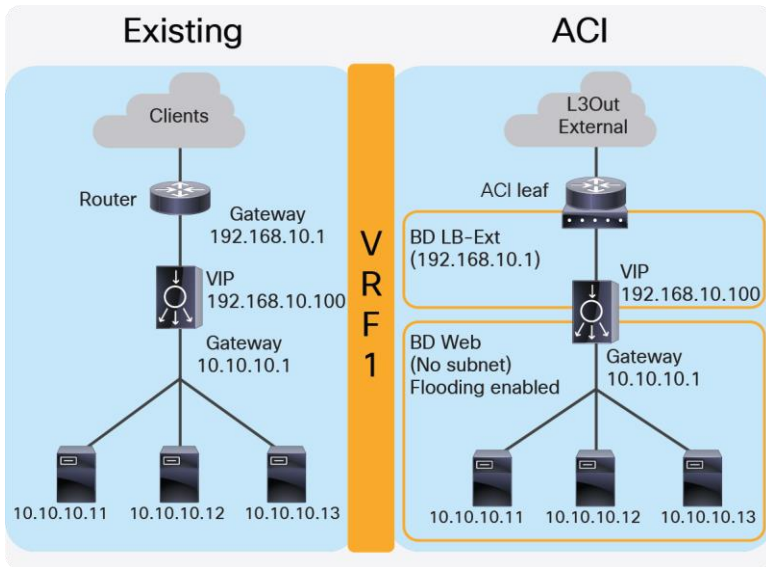 Existing
Clients
Router
Gateway
192.168.10.1
VIP
192.168.10.100
Gateway
10.10.10.1
10.10.10.11
10.10.10.12
10.10.10.13
V
R
F
1
ACI
L3Out
External
ACI leaf
BD LB-Ext
(192.168.10.1)
VIP
192.168.10.100
BD Web
(No subnet)
Flooding enabled
Gateway
10.10.10.1
10.10.10.11
10.10.10.12
10.10.10.13